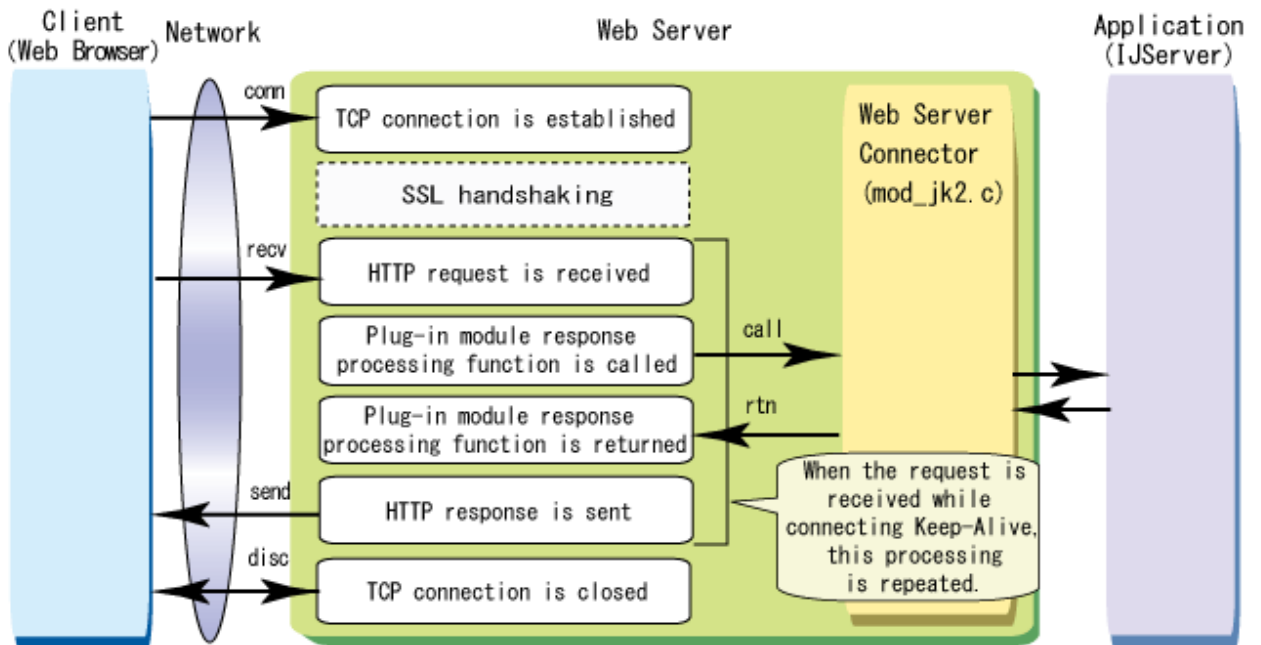 Client
(Web Browser)
Network
Web Server
Application
(IJServer)
conn
TCP connection is established
Web Server
Connector
(mod_jk2.c)
SSL handshaking
recv
HTTP request is received
Plug-in module response
processing function is called
call
Plug-in module response
processing function is returned
rtn
send
HTTP response is sent
When the request is
received while
connecting Keep-Alive,
this processing
is repeated.
disc
TCP connection is closed